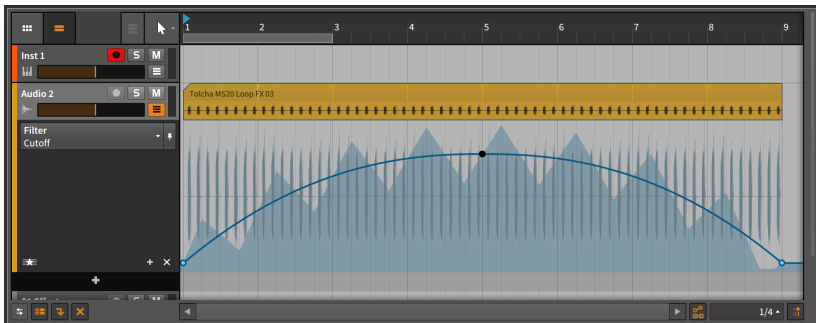 1 2 3 4 5 6 7 8 9
Inst 1 S M
Audio 2 S M
Tolcha MS20 Loop FX 03
Filter
Cutoff
S M
1/4